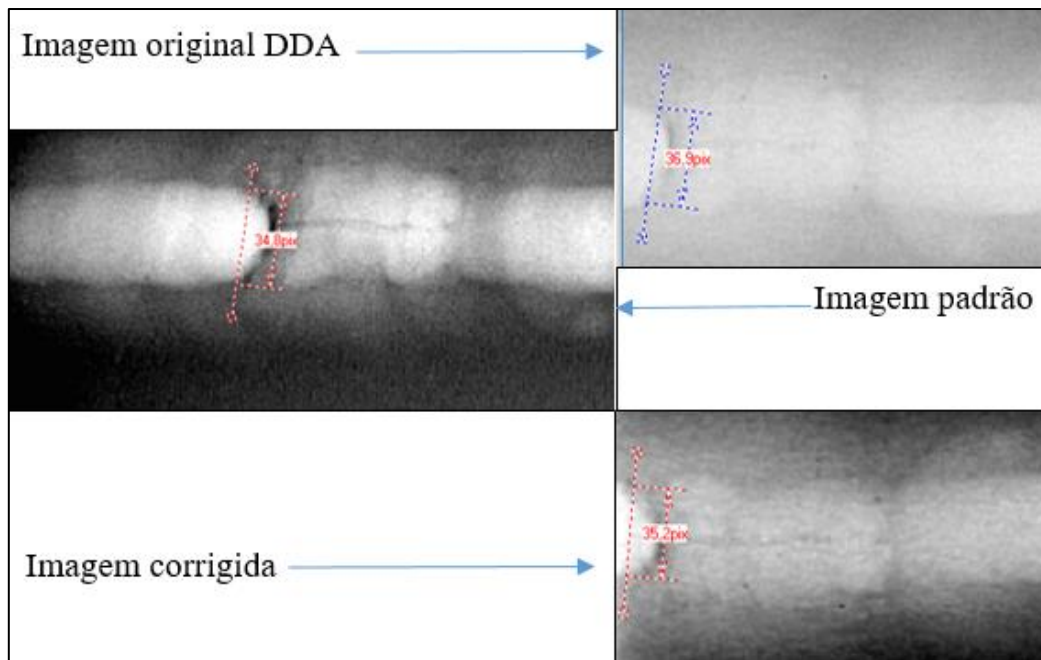 Imagem original DDA
36.9pix
34.8pix
Imagem padrão
35.2pix
Imagem corrigida